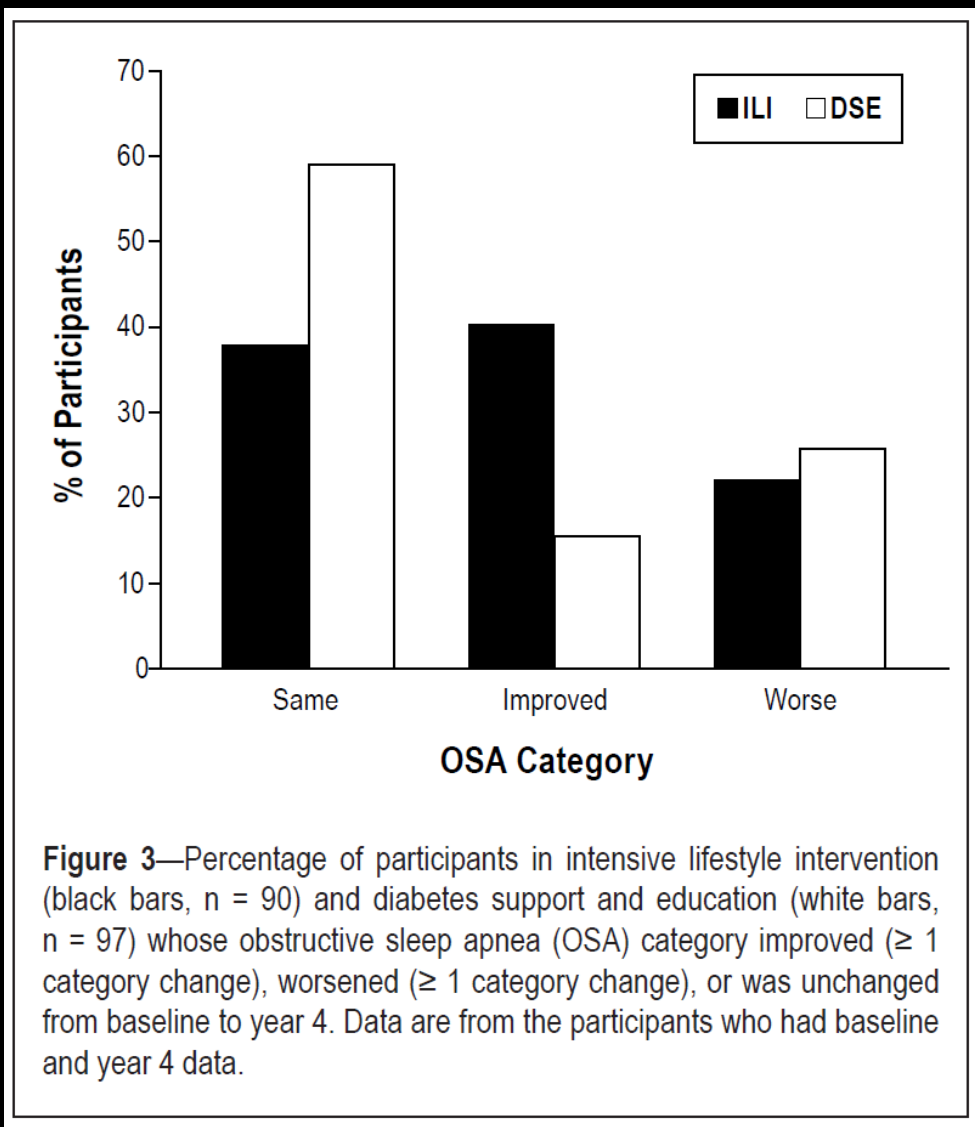 70
60
50
40
30
20
10
0
% of Participants
ILI DSE
Same Improved Worse
OSA Category
Figure 3—Percentage of participants in intensive lifestyle intervention
(black bars, n = 90) and diabetes support and education (white bars,
n = 97) whose obstructive sleep apnea (OSA) category improved (≥ 1
category change), worsened (≥ 1 category change), or was unchanged
from baseline to year 4. Data are from the participants who had baseline
and year 4 data.